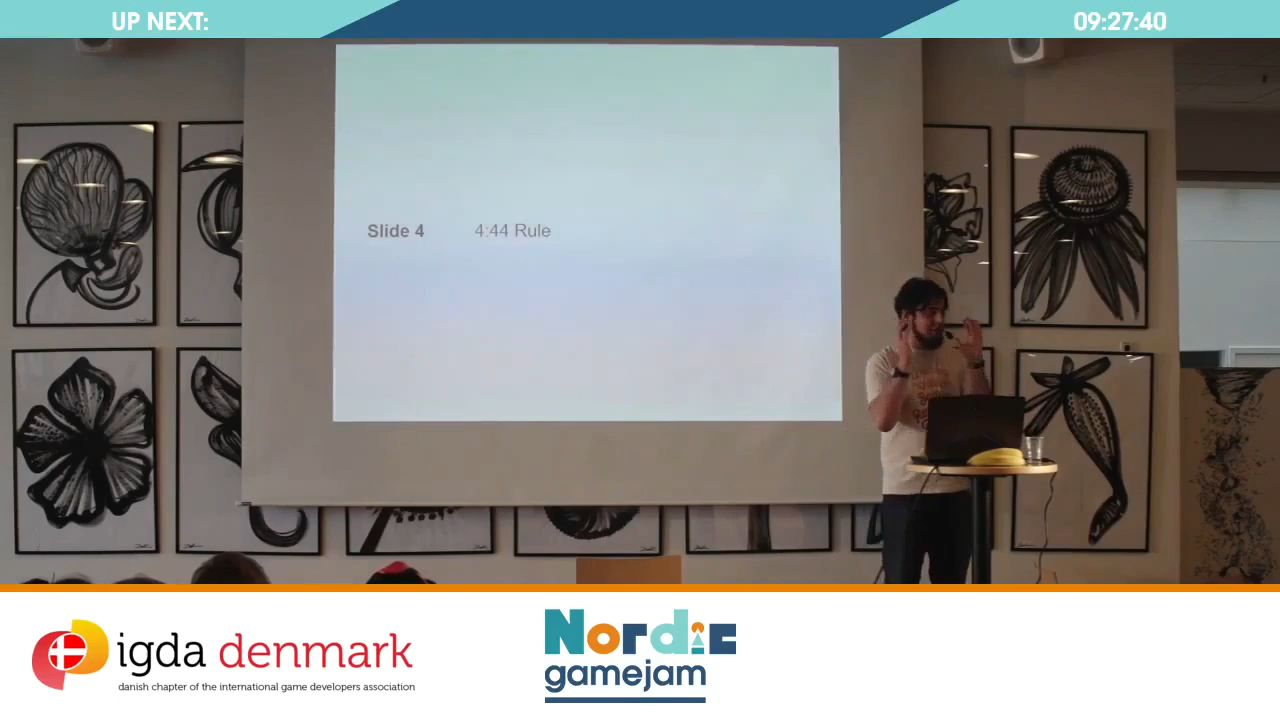 UP NEXT:
09:27:40
Slide 4 4:44 Rule
igda denmark
danish chapter of the international game developers association
Nordic
gamejam